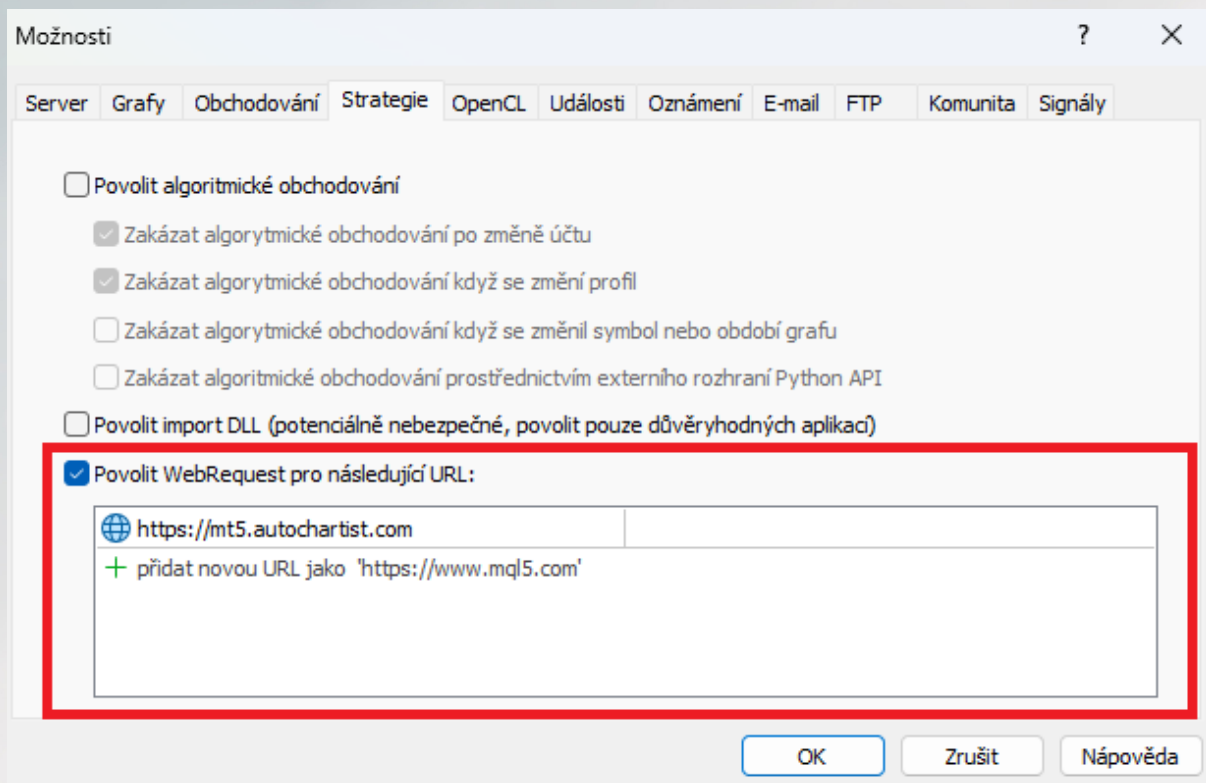 Možnosti
Server Grafy Obchodování Strategie OpenCL Události Oznámení E-mail FTP Komunita Signály
Povolit algoritmické obchodování
Zakázat algorytmické obchodování po změně účtu
Zakázat algorytmické obchodování když se změní profil
Zakázat algorytmické obchodování když se změnil symbol nebo období grafu
Zakázat algoritmické obchodování prostřednictvím externího rozhraní Python API
Povolit import DLL (potenciálně nebezpečné, povolit pouze důvěryhodných aplikací)
Povolit WebRequest pro následující URL:
https://mt5.autochartist.com
přidat novou URL jako 'https://www.mql5.com'
OK Zrušit Nápověda